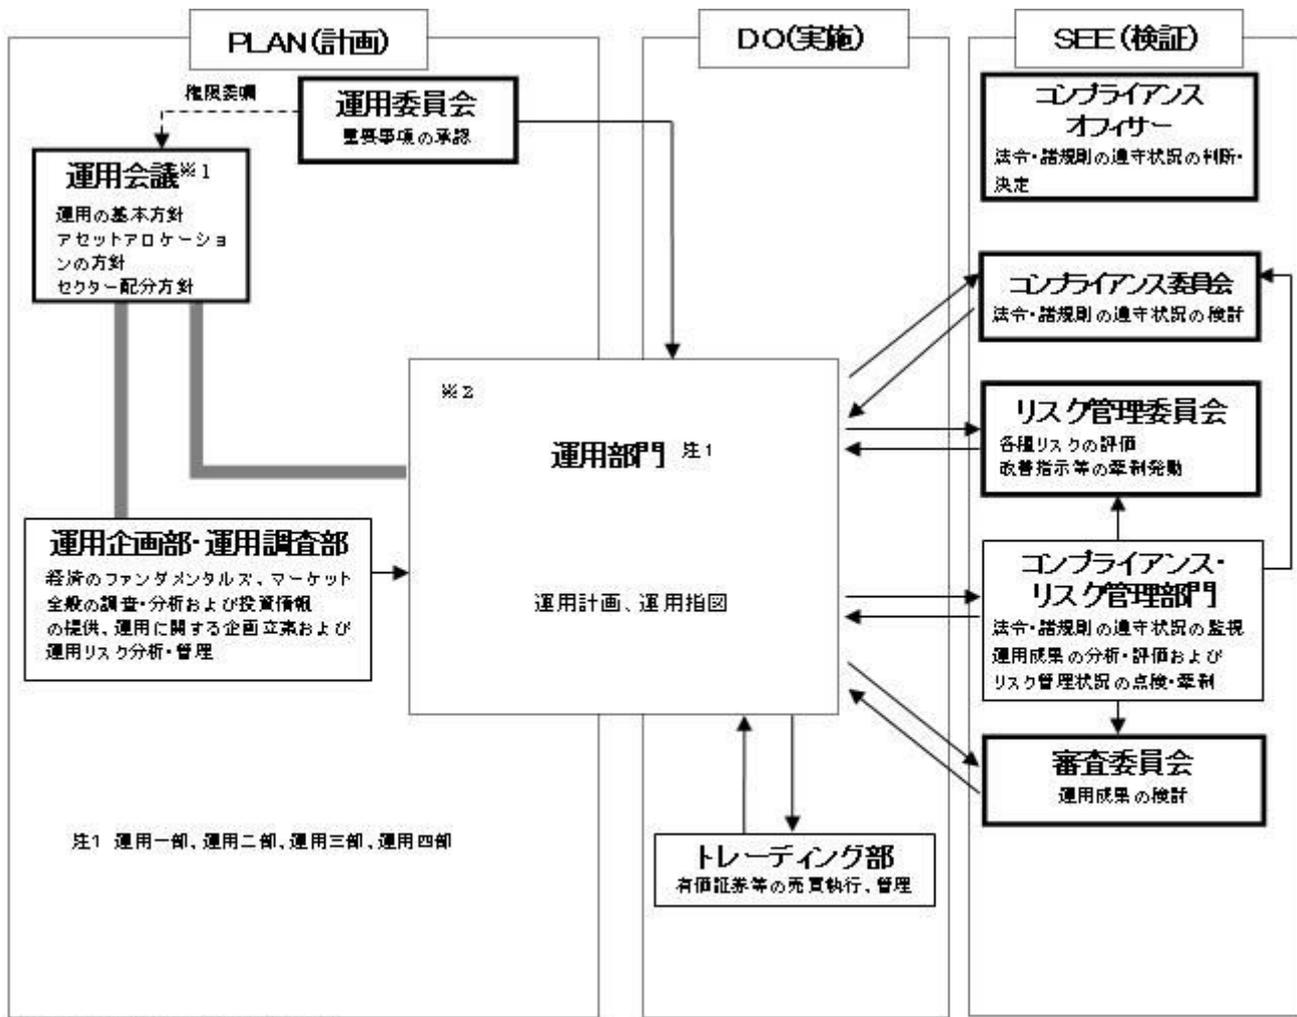 PLAN(計画)
DO(実施)
SEE(検証)
権限委嘱
運用委員会
重要事項の承認
運用会議※1
運用の基本方針
アセットアロケーショ
ンの方針
セクター配分方針
運用企画部・運用調査部
経済のファンダメンタルズ、マーケット
全般の調査・分析および投資情報
の提供、運用に関する企画立案および
運用リスク分析・管理
※2
運用部門 注1
運用計画、運用指図
注1 運用一部、運用二部、運用三部、運用四部
トレーディング部
有価証券等の売買執行、管理
コンプライアンス
オフィサー
法令・諸規則の遵守状況の判断・
決定
コンプライアンス委員会
法令・諸規則の遵守状況の検討
リスク管理委員会
各種リスクの評価
改善指示等の牽制発動
コンプライアンス・
リスク管理部門
法令・諸規則の遵守状況の監視
運用成果の分析・評価および
リスク管理状況の点検・牽制
審査委員会
運用成果の検討